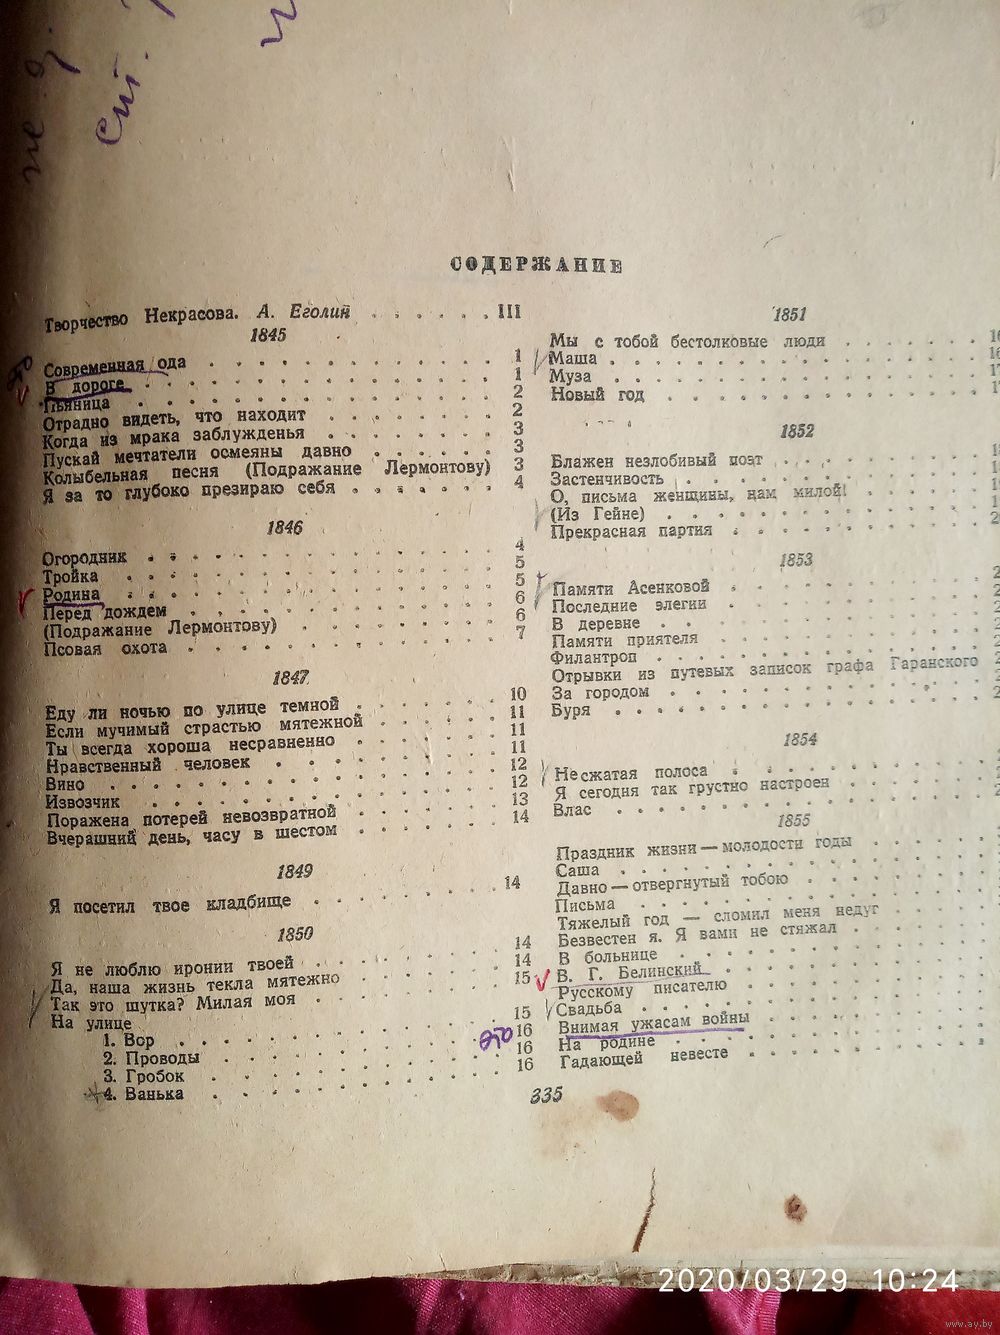 не
сит.
СОДЕРЖАНИЕ
Творчество Некрасова. А. Еголин . . . . . . III
1845
Современная ода . . . . . . . . . . . . 1
В дороге . . . . . . . . . . . . . . 1
Пьяница . . . . . . . . . . . . . . 2
Отрадно видеть, что находит . . . . . . . 2
Когда из мрака заблужденья . . . . . . . 3
Пускай мечтатели осмеяны давно . . . . . 3
Колыбельная песня (Подражание Лермонтову) 3
Я за то глубоко презираю себя . . . . . . . 4
1846
Огородник . . . . . . . . . . . . . . 4
Тройка . . . . . . . . . . . . . . . 5
Родина . . . . . . . . . . . . . . . 5
Перед дождем . . . . . . . . . . . . 6
(Подражание Лермонтову) . . . . . . . . 6
Псовая охота . . . . . . . . . . . . . 7
1847
Еду ли ночью по улице темной . . . . . . 10
Если мучимый страстью мятежной . . . . . 11
Ты всегда хороша несравненно . . . . . . 11
Нравственный человек . . . . . . . . . 11
Вино . . . . . . . . . . . . . . . . 12
Извозчик . . . . . . . . . . . . . . 12
Поражена потерей невозвратной . . . . . . 13
Вчерашний день, часу в шестом . . . . . . 14
1849
Я посетил твое кладбище . . . . . . . . 14
1850
Я не люблю иронии твоей . . . . . . . . 14
Да, наша жизнь текла мятежно . . . . . . 14
Так это шутка? Милая моя . . . . . . . . 15
На улице
1. Вор . . . . . . . . . . . . . . 15
2. Проводы . . . . . . . . . . . . 16
3. Гробок . . . . . . . . . . . . . 16
4. Ванька . . . . . . . . . . . . . 16
это
1851
Мы с тобой бестолковые люди . . . . . .
Маша . . . . . . . . . . . . . . .
Муза . . . . . . . . . . . . . . .
Новый год . . . . . . . . . . . . .
1852
Блажен незлобивый поэт . . . . . . . .
Застенчивость . . . . . . . . . . . .
О, письма женщины, нам милой!
(Из Гейне) . . . . . . . . . . . . .
Прекрасная партия . . . . . . . . . .
1853
Памяти Асенковой . . . . . . . . . .
Последние элегии . . . . . . . . . .
В деревне . . . . . . . . . . . . .
Памяти приятеля . . . . . . . . . . .
Филантроп . . . . . . . . . . . . .
Отрывки из путевых записок графа Гаранского
За городом . . . . . . . . . . . . .
Буря . . . . . . . . . . . . . . .
1854
Несжатая полоса . . . . . . . . . . .
Я сегодня так грустно настроен . . . . . .
Влас . . . . . . . . . . . . . . .
1855
Праздник жизни — молодости годы . . . .
Саша . . . . . . . . . . . . . . .
Давно — отвергнутый тобою . . . . . . .
Письма . . . . . . . . . . . . . .
Тяжелый год — сломил меня недуг . . . .
Безвестен я. Я вами не стяжал . . . . . .
В больнице . . . . . . . . . . . . .
В. Г. Белинский . . . . . . . . . . .
Русскому писателю . . . . . . . . . .
Свадьба . . . . . . . . . . . . . .
Внимая ужасам войны . . . . . . . . .
На родине . . . . . . . . . . . . .
Гадающей невесте . . . . . . . . . .
335
2020/03/29 10:24
www.ay.by